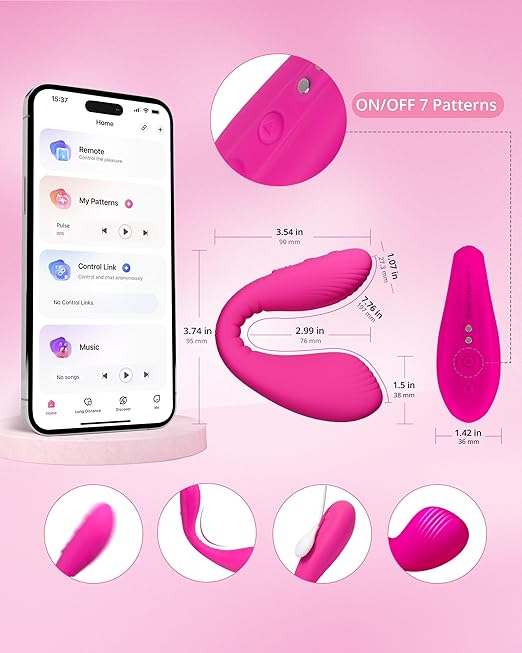 15:37
Home
Remote
Control the pleasure
My Patterns
Pulse
Control Link
Control and chat anonymously
No Control Links.
Music
No songs
Home
Long Distance
Discover
Me
ON/OFF 7 Patterns
3.54 in
90 mm
1.07 in
27.3 mm
7.76 in
197 mm
3.74 in
95 mm
2.99 in
76 mm
1.5 in
38 mm
1.42 in
36 mm